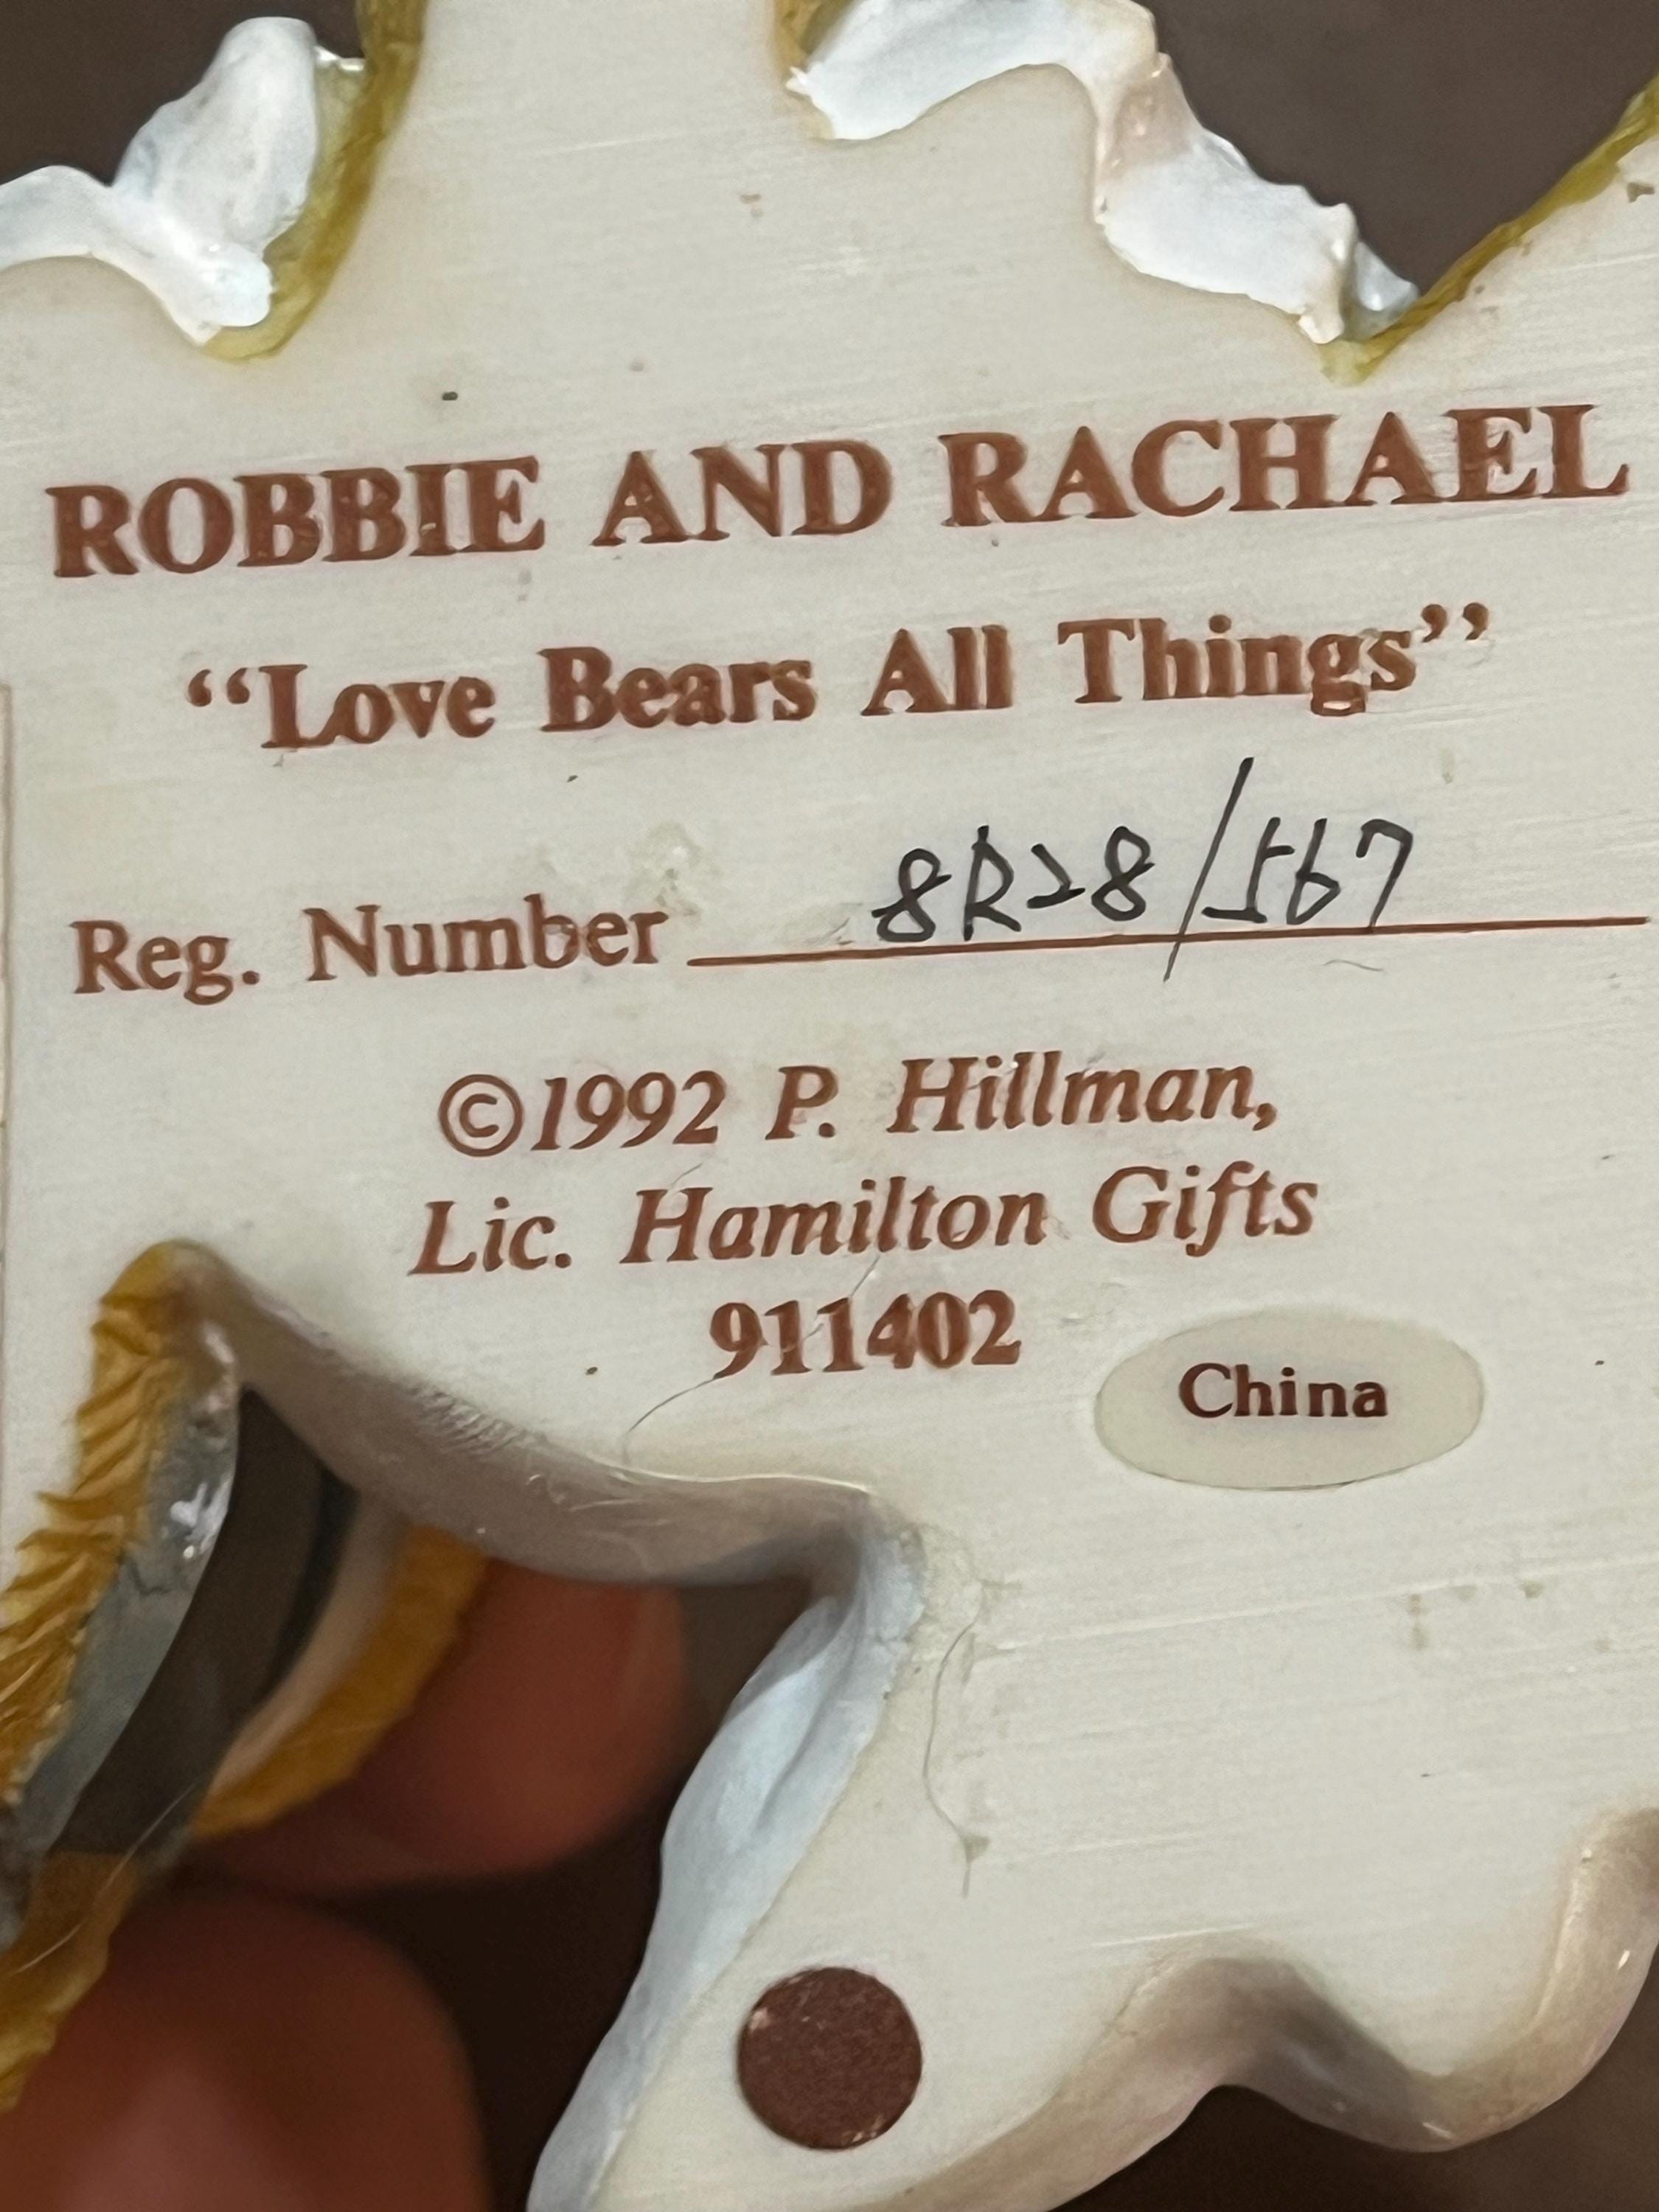 ROBBIE AND RACHAEL
“Love Bears All Things”
Reg. Number 8R28/567
©1992 P. Hillman,
Lic. Hamilton Gifts
911402
China